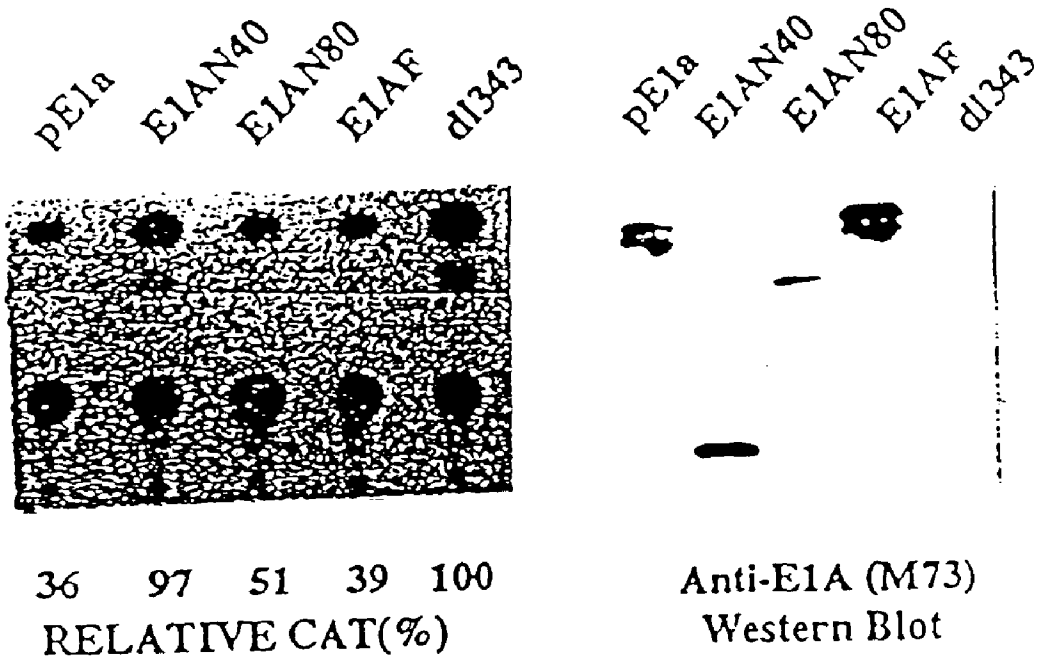 pE1a E1AN40 E1AN80 E1AF dl343
pE1a E1AN40 E1AN80 E1AF dl343
36 97 51 39 100
RELATIVE CAT(%)
Anti-E1A (M73)
Western Blot